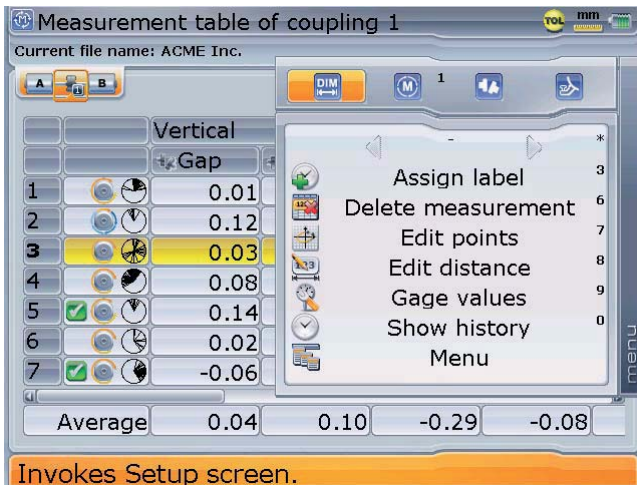 Measurement table of coupling 1
TOL mm
Current file name: ACME Inc.
A B
DIM M 1
Vertical
Gap
- *
Assign label 3
Delete measurement 6
Edit points 7
Edit distance 8
Gage values 9
Show history 0
Menu
menu
1 0.01
2 0.12
3 0.03
4 0.08
5 0.14
6 0.02
7 -0.06
Average 0.04 0.10 -0.29 -0.08
Invokes Setup screen.